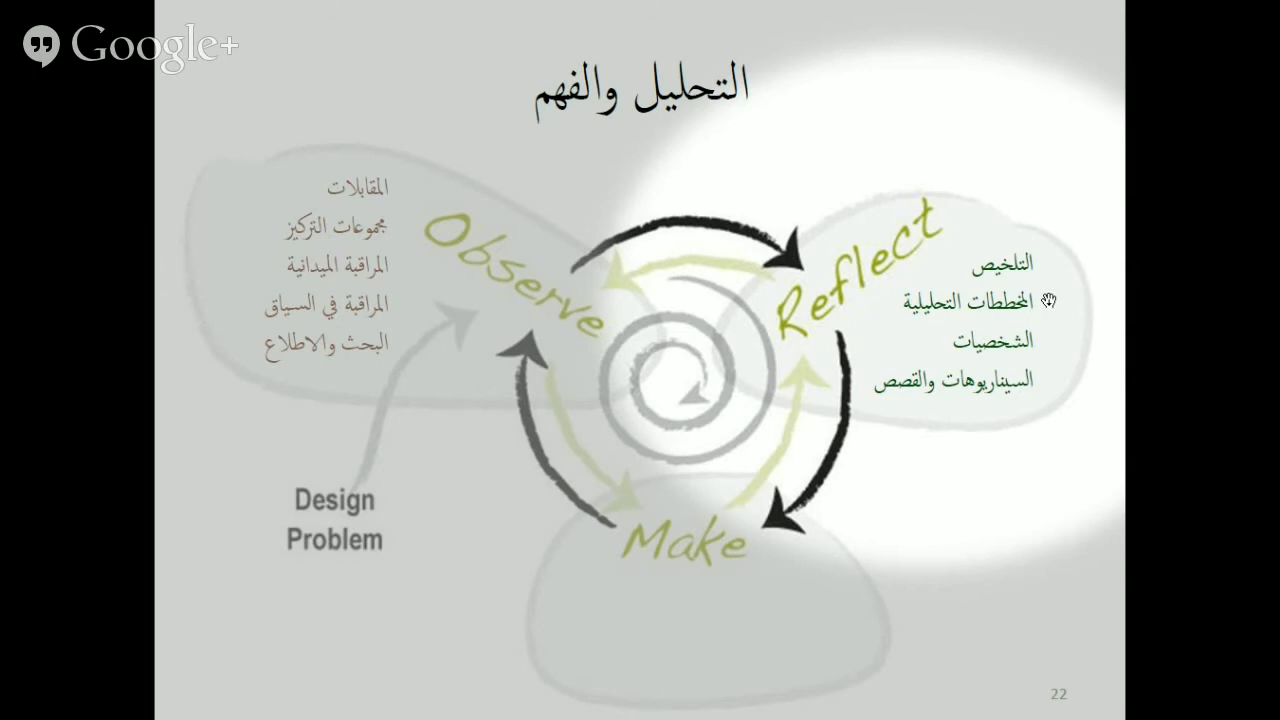 Google+
التحليل والفهم
المقابلات
مجموعات التركيز
المراقبة الميدانية
المراقبة في السياق
البحث والاطلاع
Observe
Reflect
التلخيص
المخططات التحليلية
الشخصيات
السيناريوهات والقصص
Design
Problem
Make
22